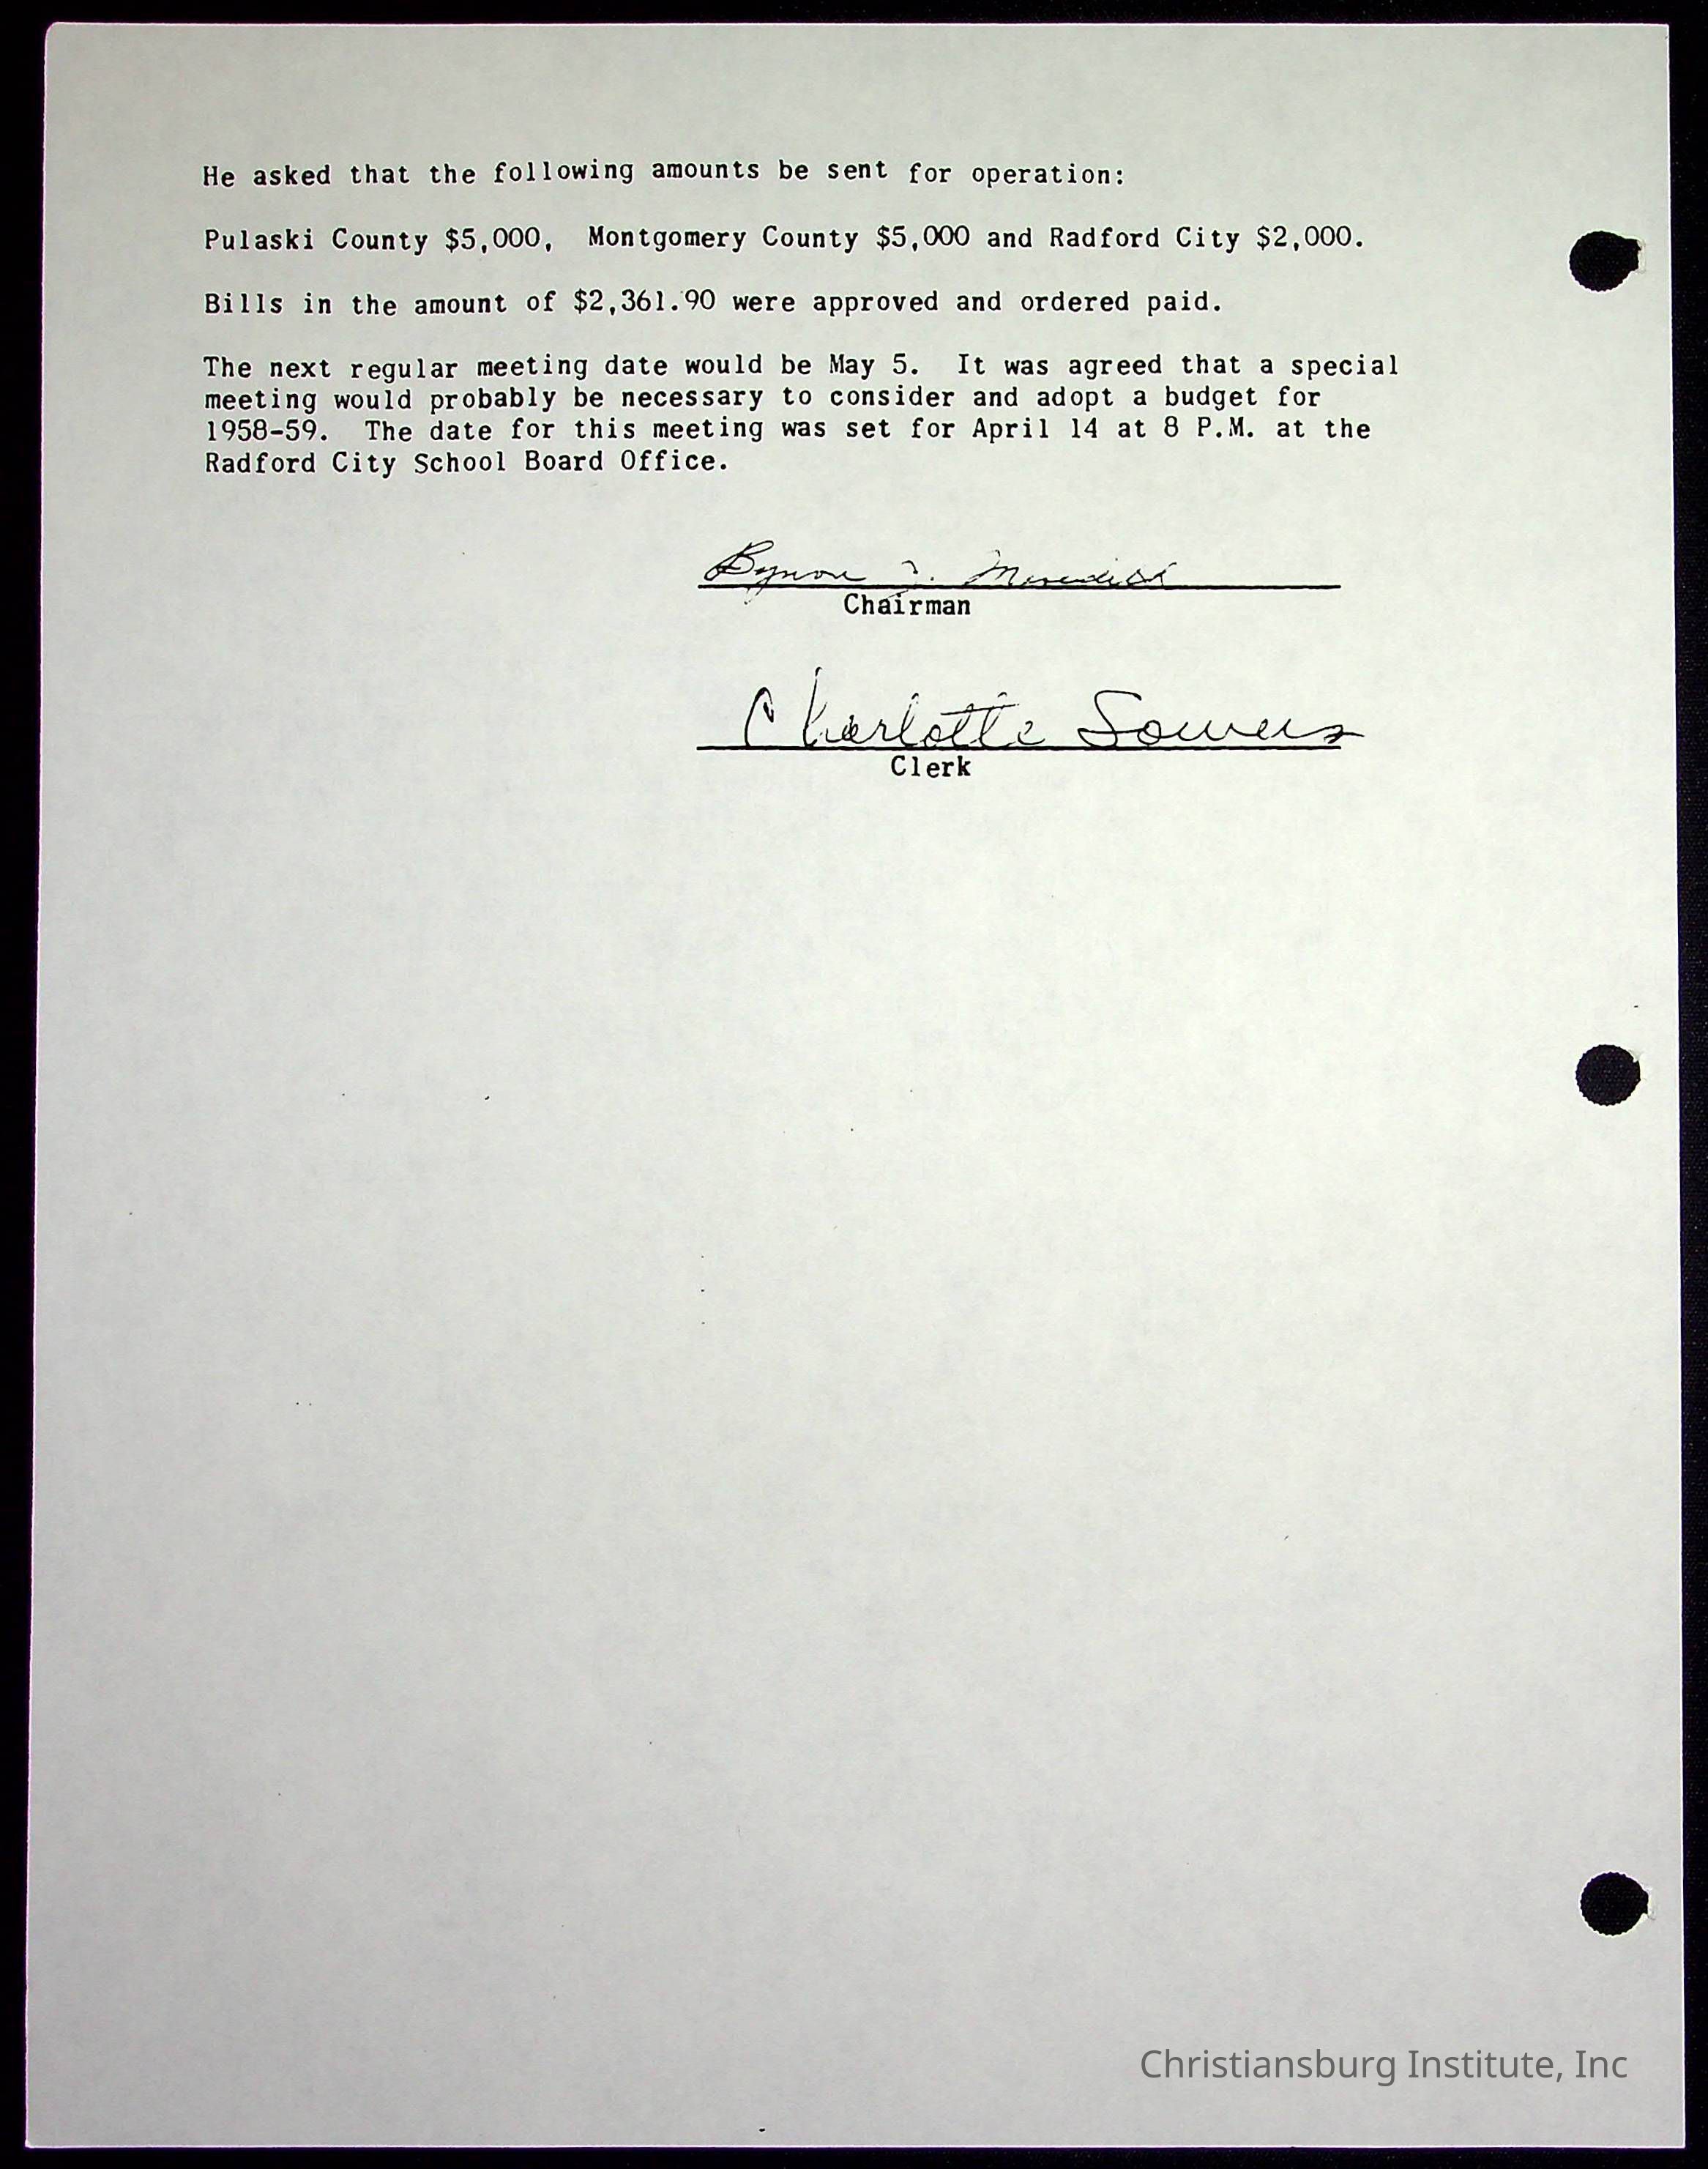 He asked that the following amounts be sent for operation:
Pulaski County $5,000, Montgomery County $5,000 and Radford City $2,000.
Bills in the amount of $2,361.90 were approved and ordered paid.
The next regular meeting date would be May 5. It was agreed that a special
meeting would probably be necessary to consider and adopt a budget for
1958-59. The date for this meeting was set for April 14 at 8 P.M. at the
Radford City School Board Office.
Chairman
Charlotte Sowers
Clerk
Christiansburg Institute, Inc